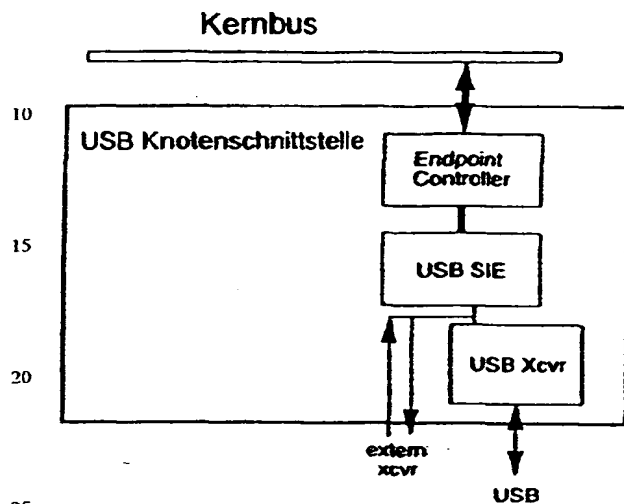 Kernbus
10
USB Knotenschnittstelle
Endpoint
Controller
15
USB SIE
USB Xcvr
20
extern
xcvr
USB